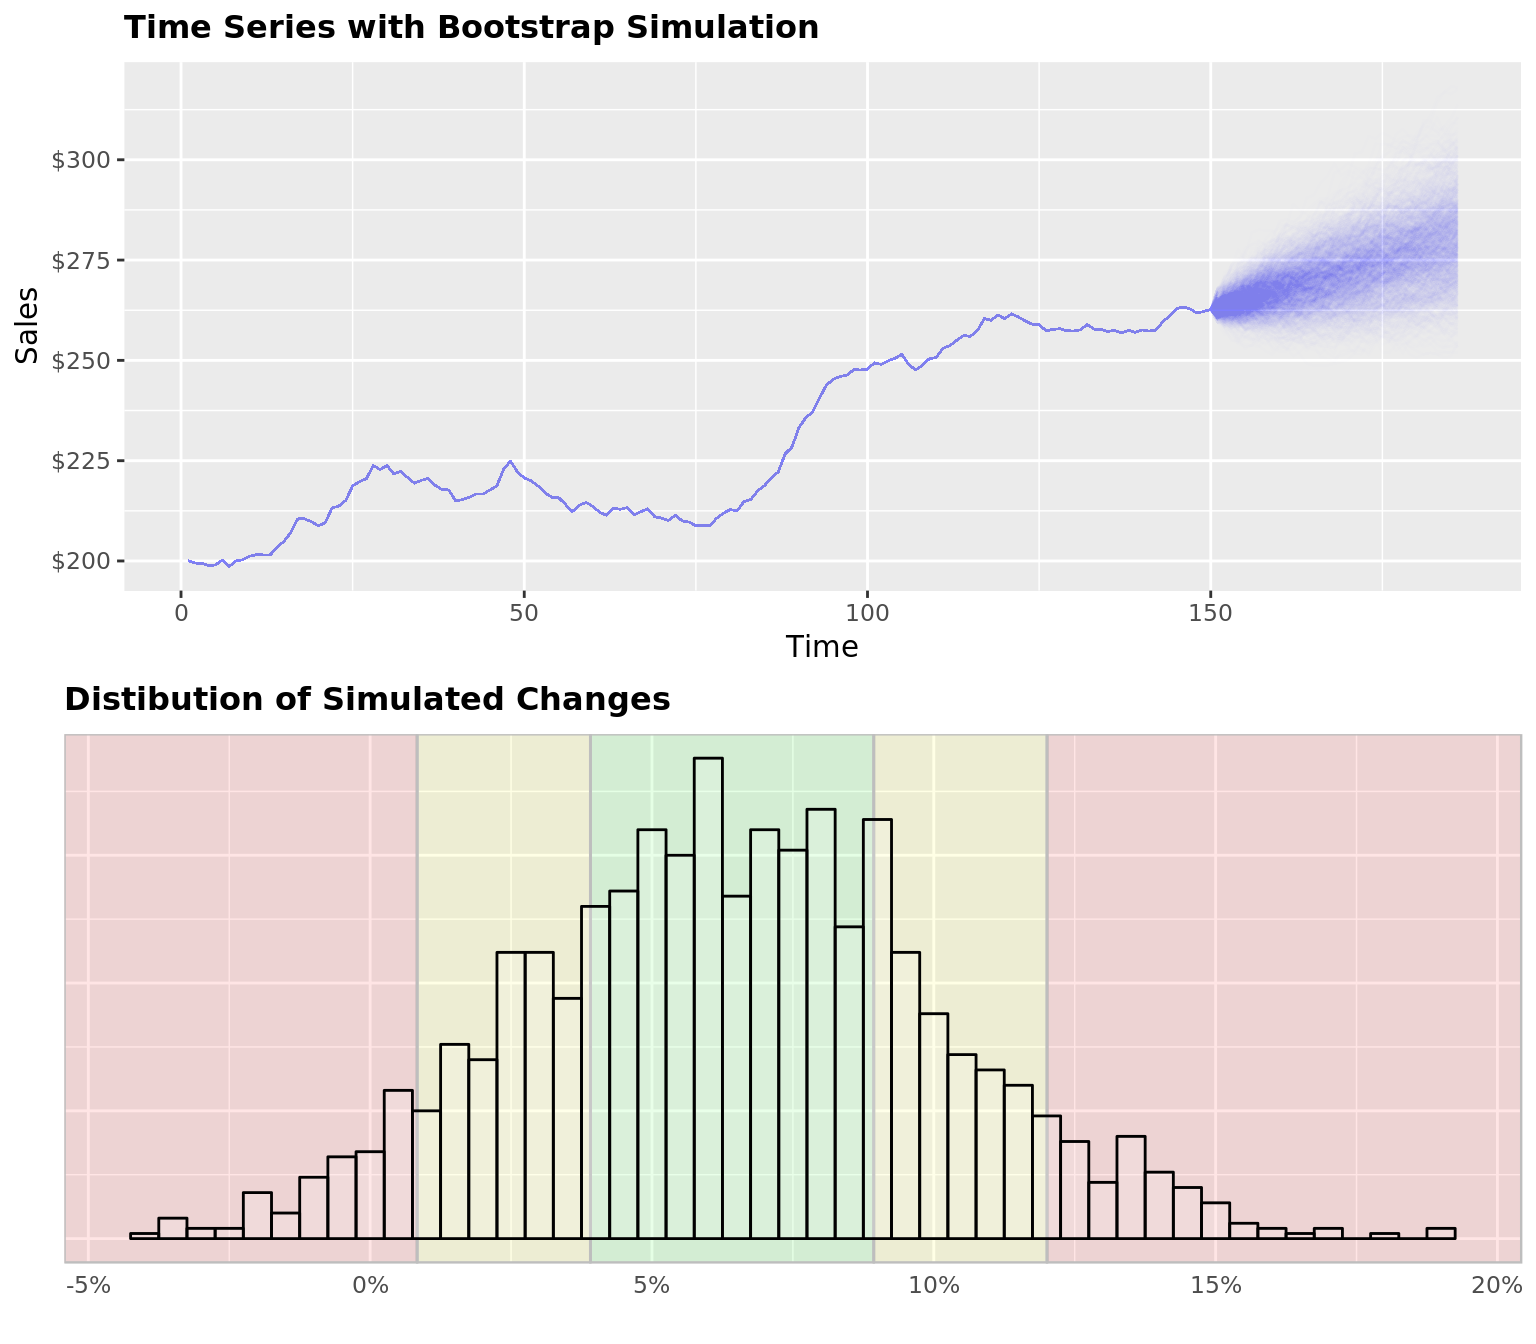 Time Series with Bootstrap Simulation
$300
$275
$250
$225
$200
Sales
0 50 100 150
Time
Distibution of Simulated Changes
-5% 0% 5% 10% 15% 20%